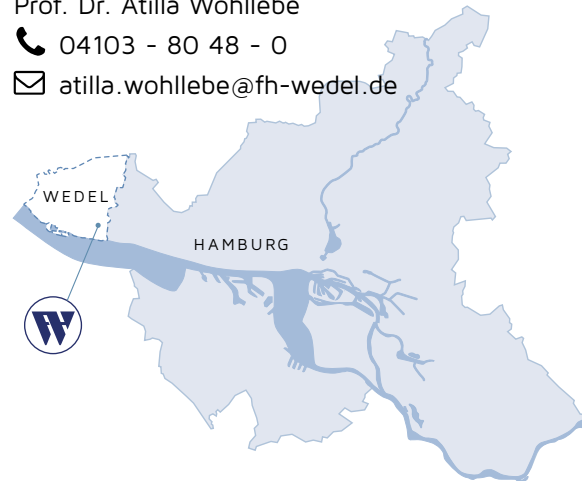 Prof. Dr. Atilla Wohllebe
04103 - 80 48 - 0
atilla.wohllebe@fh-wedel.de
WEDEL
HAMBURG